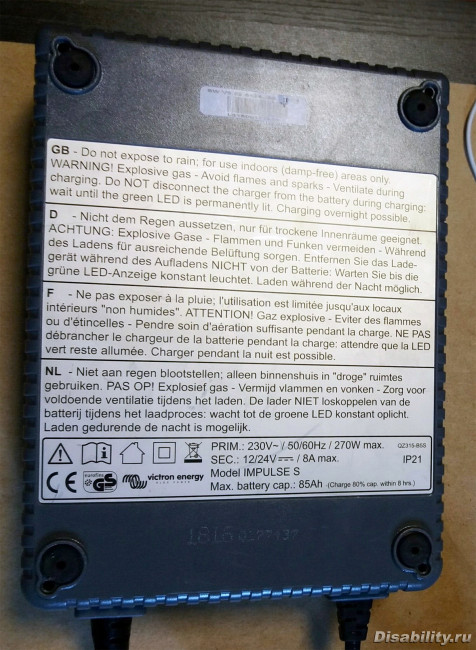 GB - Do not expose to rain; for use indoors (damp-free) areas only.
WARNING! Explosive gas - Avoid flames and sparks - Ventilate during
charging. Do NOT disconnect the charger from the battery during charging:
wait until the green LED is permanently lit. Charging overnight possible.
D - Nicht dem Regen aussetzen, nur für trockene Innenräume geeignet.
ACHTUNG: Explosive Gase - Flammen und Funken vermeiden - Während
des Ladens für ausreichende Belüftung sorgen. Entfernen Sie das Lade-
gerät während des Aufladens NICHT von der Batterie: Warten Sie bis die
grüne LED-Anzeige konstant leuchtet. Laden während der Nacht möglich.
F - Ne pas exposer à la pluie; l'utilisation est limitée jusqu'aux locaux
intérieurs "non humides". ATTENTION! Gaz explosive - Eviter des flammes
ou d'étincelles - Pendre soin d'aération suffisante pendant la charge. NE PAS
débrancher le chargeur de la batterie pendant la charge: attendre que la LED
vert reste allumée. Charger pendant la nuit est possible.
NL - Niet aan regen blootstellen; alleen binnenshuis in "droge" ruimtes
gebruiken. PAS OP! Explosief gas - Vermijd vlammen en vonken - Zorg voor
voldoende ventilatie tijdens het laden. De lader NIET loskoppelen van de
batterij tijdens het laadproces: wacht tot de groene LED konstant oplicht.
Laden gedurende de nacht is mogelijk.
PRIM.: 230V~ / 50/60Hz / 270W max. QZ315-B5S
SEC.: 12/24V / 8A max. IP21
CE GS victron energy Model IMPULSE S
BLUE POWER Max. battery cap.: 85Ah (Charge 80% cap. within 8 hrs.)
Disability.ru